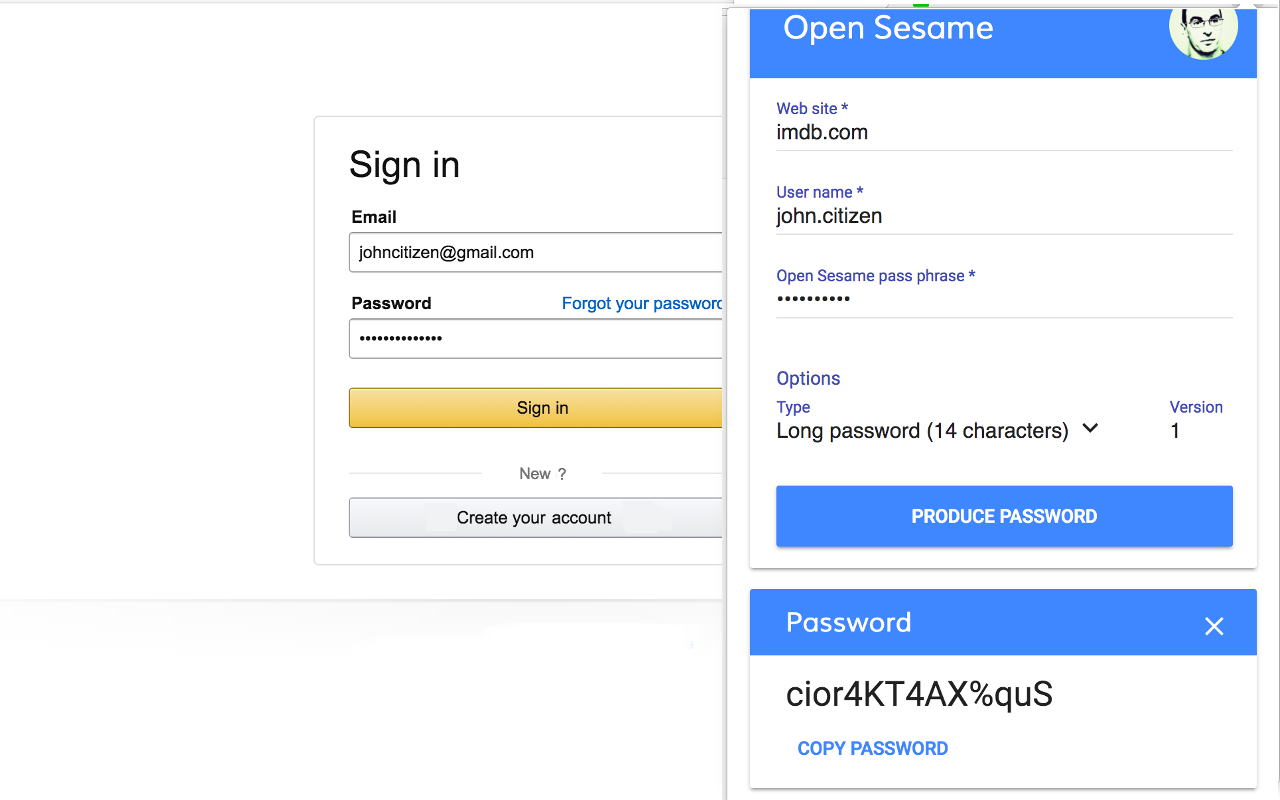 Sign in
Email
johncitizen@gmail.com
Password
Forgot your password
••••••••••••••
Sign in
New ?
Create your account
Open Sesame
Web site *
imdb.com
User name *
john.citizen
Open Sesame pass phrase *
••••••••••
Options
Type
Version
Long password (14 characters)
1
PRODUCE PASSWORD
Password
cior4KT4AX%quS
COPY PASSWORD